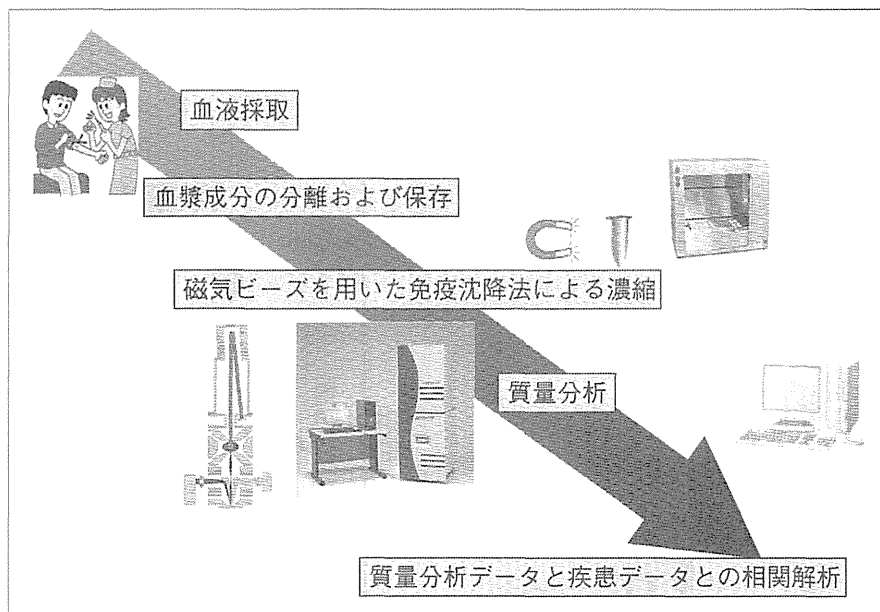 血液採取
血漿成分の分離および保存
磁気ビーズを用いた免疫沈降法による濃縮
質量分析
質量分析データと疾患データとの相関解析